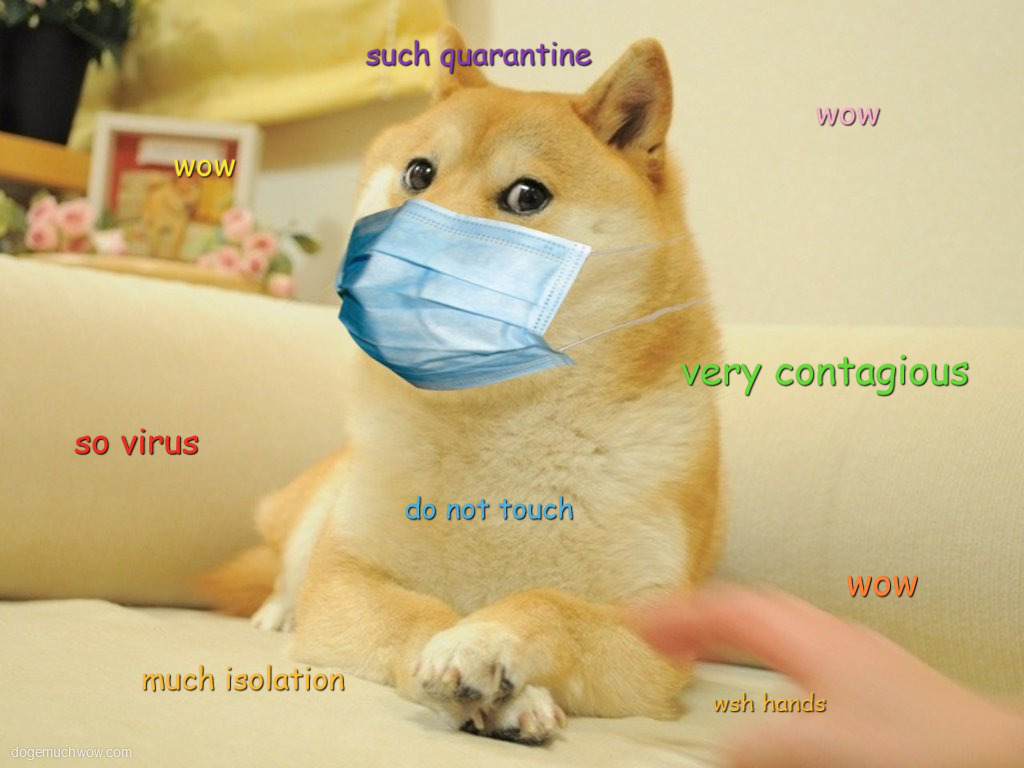 such quarantine
wow
wow
very contagious
so virus
do not touch
wow
much isolation
wsh hands
dogemuchwow.com